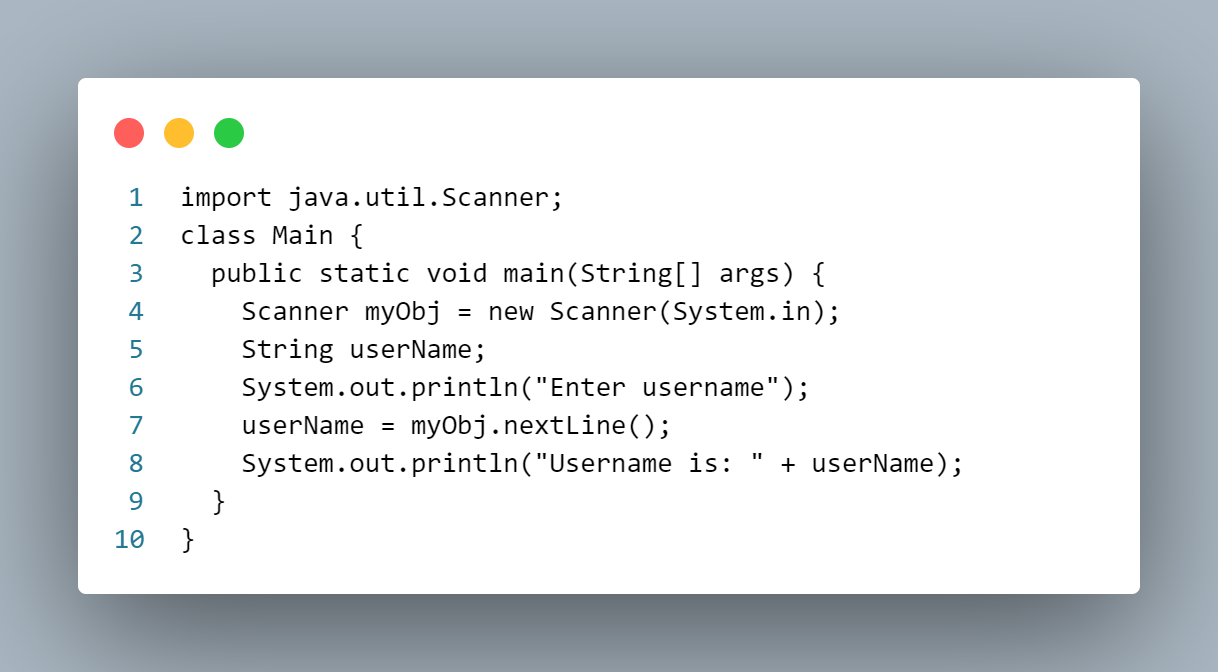 1 import java.util.Scanner;
2 class Main {
3   public static void main(String[] args) {
4     Scanner myObj = new Scanner(System.in);
5     String userName;
6     System.out.println("Enter username");
7     userName = myObj.nextLine();
8     System.out.println("Username is: " + userName);
9   }
10 }